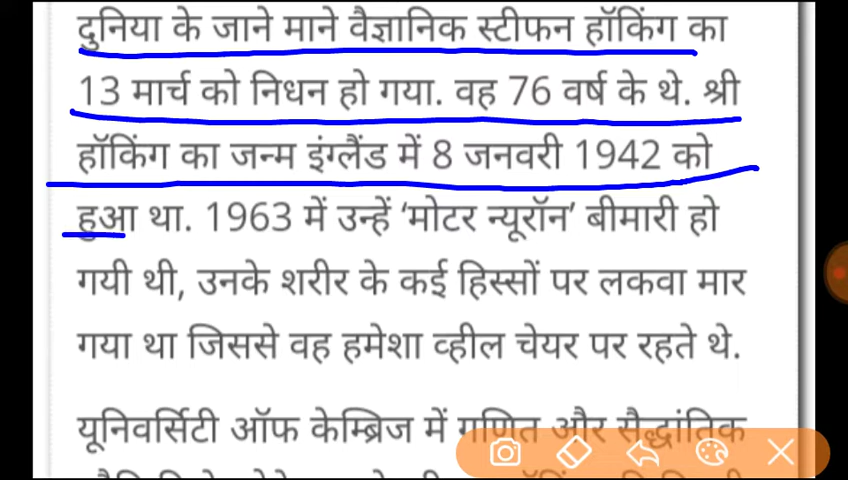 दुनिया के जाने माने वैज्ञानिक स्टीफन हॉकिंग का
13 मार्च को निधन हो गया. वह 76 वर्ष के थे. श्री
हॉकिंग का जन्म इंग्लैंड में 8 जनवरी 1942 को
हुआ था. 1963 में उन्हें ‘मोटर न्यूरॉन’ बीमारी हो
गयी थी, उनके शरीर के कई हिस्सों पर लकवा मार
गया था जिससे वह हमेशा व्हील चेयर पर रहते थे.
यूनिवर्सिटी ऑफ केम्ब्रिज में गणित और सैद्धांतिक